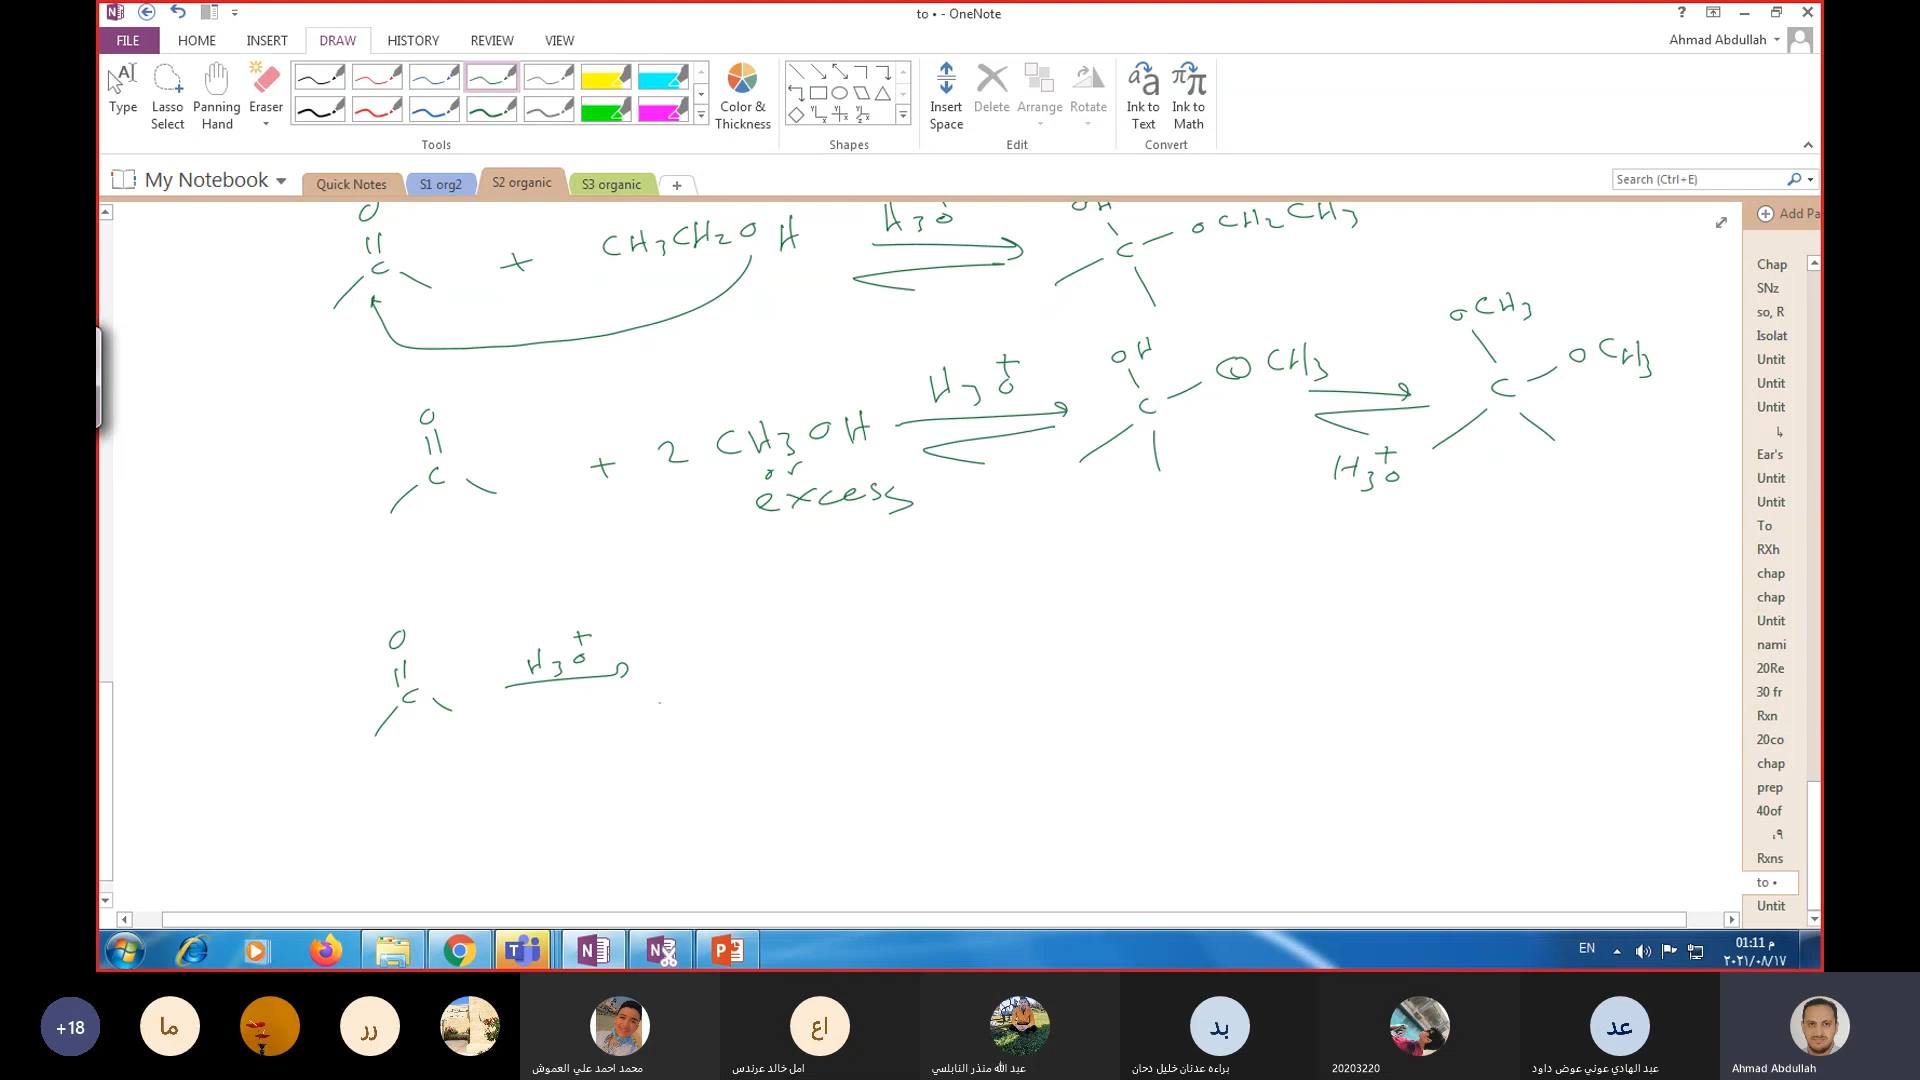 to • - OneNote
FILE HOME INSERT DRAW HISTORY REVIEW VIEW
Ahmad Abdullah
Type
Lasso Select
Panning Hand
Eraser
Color & Thickness
Insert Space
Delete
Arrange
Rotate
Ink to Text
Ink to Math
Tools
Shapes
Edit
Convert
My Notebook
Quick Notes
S1 org2
S2 organic
S3 organic
Search (Ctrl+E)
Add Pa
O
C
+ CH3CH2OH
H3O
OH
C
OCH2CH3
O
C
+ 2 CH3OH
or
excess
H3O+
OH
C
OCH3
H3O+
OCH3
C
OCH3
O
C
H3O+
Chap
SNz
so, R
Isolat
Untit
Untit
Untit
Ear's
Untit
Untit
To
RXh
chap
chap
Untit
nami
20Re
30 fr
Rxn
20co
chap
prep
40of
٠٩
Rxns
to •
Untit
EN
01:11 م
٢٠٢١/٠٨/١٧
+18
ما
رر
محمد احمد علي العموش
اع
امل خالد عرندس
عبد الله منذر النابلسي
بد
براءه عدنان خليل دحان
20203220
عد
عبد الهادي عوني عوض داود
Ahmad Abdullah